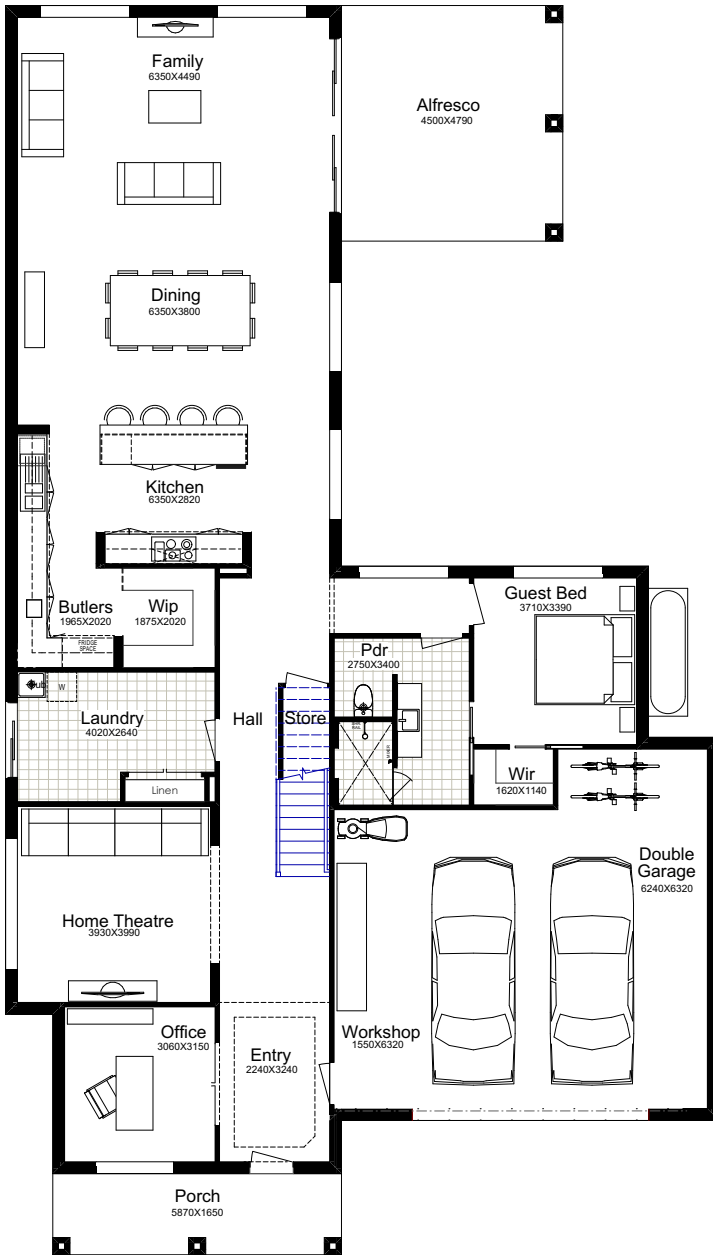 Family
6350X4490
Alfresco
4500X4790
Dining
6350X3800
Kitchen
6350X2820
Butlers
1965X2020
Wip
1875X2020
FRIDGE
SPACE
Guest Bed
3710X3390
Pdr
2750X3400
W
Laundry
4020X2640
Hall
Store
Linen
Wir
1620X1140
Double
Garage
6240X6320
Home Theatre
3930X3990
Office
3060X3150
Entry
2240X3240
Workshop
1550X6320
Porch
5870X1650